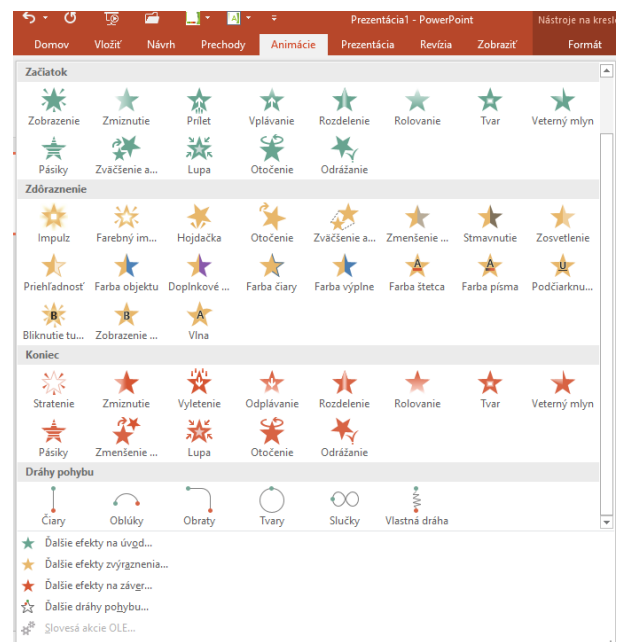 Prezentácia1 - PowerPoint Nástroje na kresle
Domov Vložiť Návrh Prechody Animácie Prezentácia Revízia Zobraziť Formát
Začiatok
Zobrazenie Zmiznutie Prílet Vplávanie Rozdelenie Rolovanie Tvar Veterný mlyn
Pásiky Zväčšenie a... Lupa Otočenie Odrážanie
Zdôraznenie
Impulz Farebný im... Hojdačka Otočenie Zväčšenie a... Zmenšenie ... Stmavnutie Zosvetlenie
Priehľadnosť Farba objektu Doplnkové ... Farba čiary Farba výplne Farba štetca Farba písma Podčiarknu...
Bliknutie tu... Zobrazenie ... Vlna
Koniec
Stratenie Zmiznutie Vyletenie Odplávanie Rozdelenie Rolovanie Tvar Veterný mlyn
Pásiky Zmenšenie ... Lupa Otočenie Odrážanie
Dráhy pohybu
Čiary Oblúky Obraty Tvary Slučky Vlastná dráha
Ďalšie efekty na úvod...
Ďalšie efekty zvýraznenia...
Ďalšie efekty na záver...
Ďalšie dráhy pohybu...
Slovesá akcie OLE...